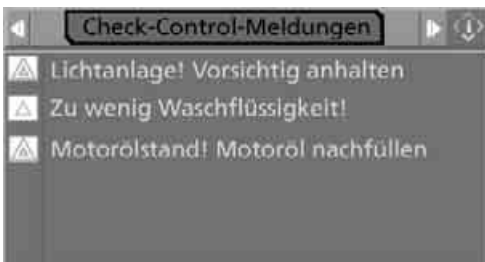 Check-Control-Meldungen
Lichtanlage! Vorsichtig anhalten
Zu wenig Waschflüssigkeit!
Motorölstand! Motoröl nachfüllen